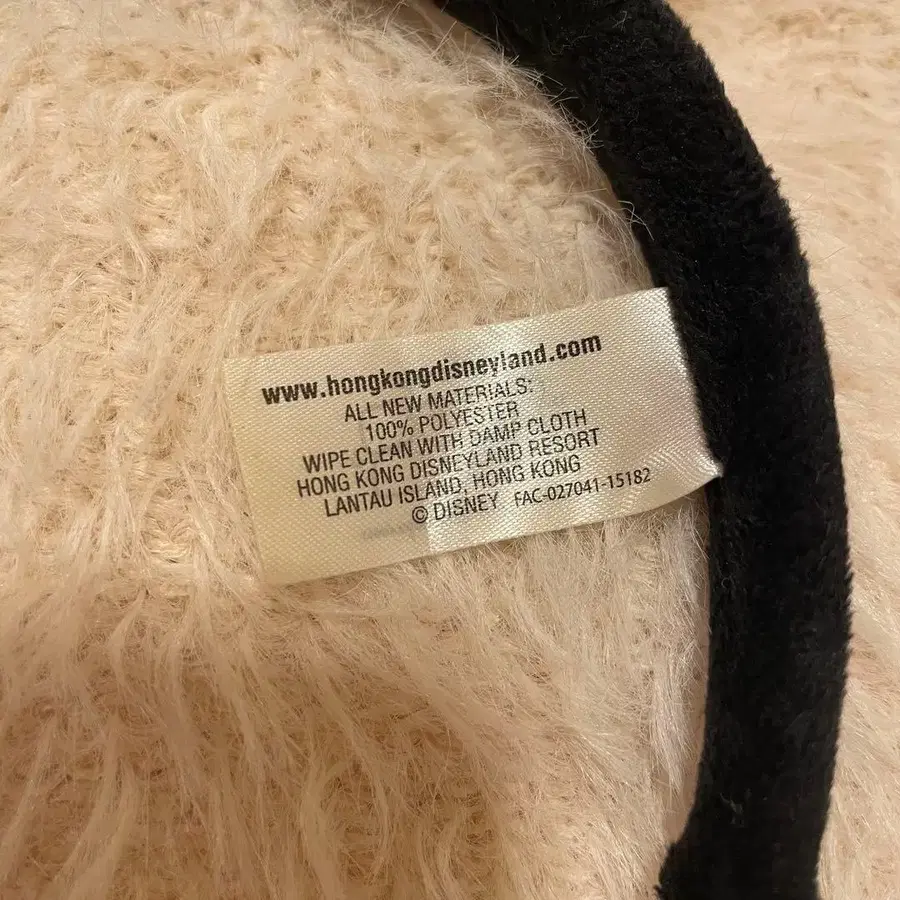 www.hongkongdisneyland.com
ALL NEW MATERIALS:
100% POLYESTER
WIPE CLEAN WITH DAMP CLOTH
HONG KONG DISNEYLAND RESORT
LANTAU ISLAND, HONG KONG
© DISNEY FAC-027041-15182